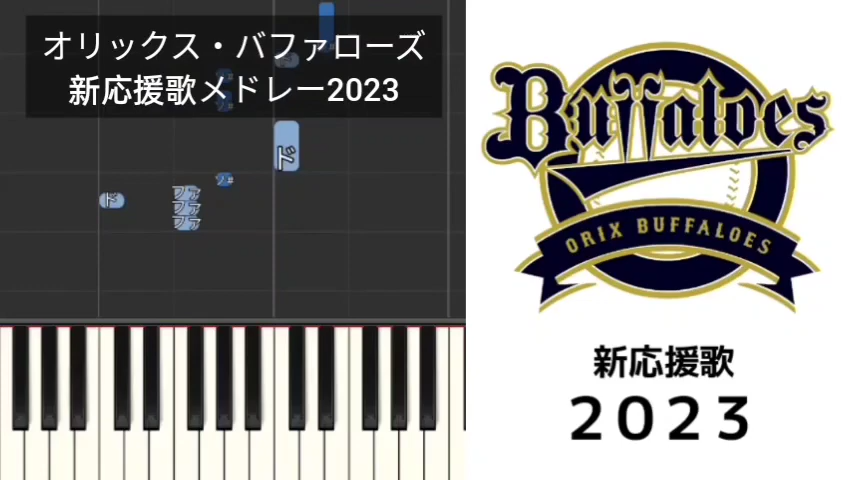 オリックス・バファローズ
新応援歌メドレー2023
ド
ド
ファ
ファ
ファ
Buffaloes
ORIX BUFFALOES
新応援歌
2023